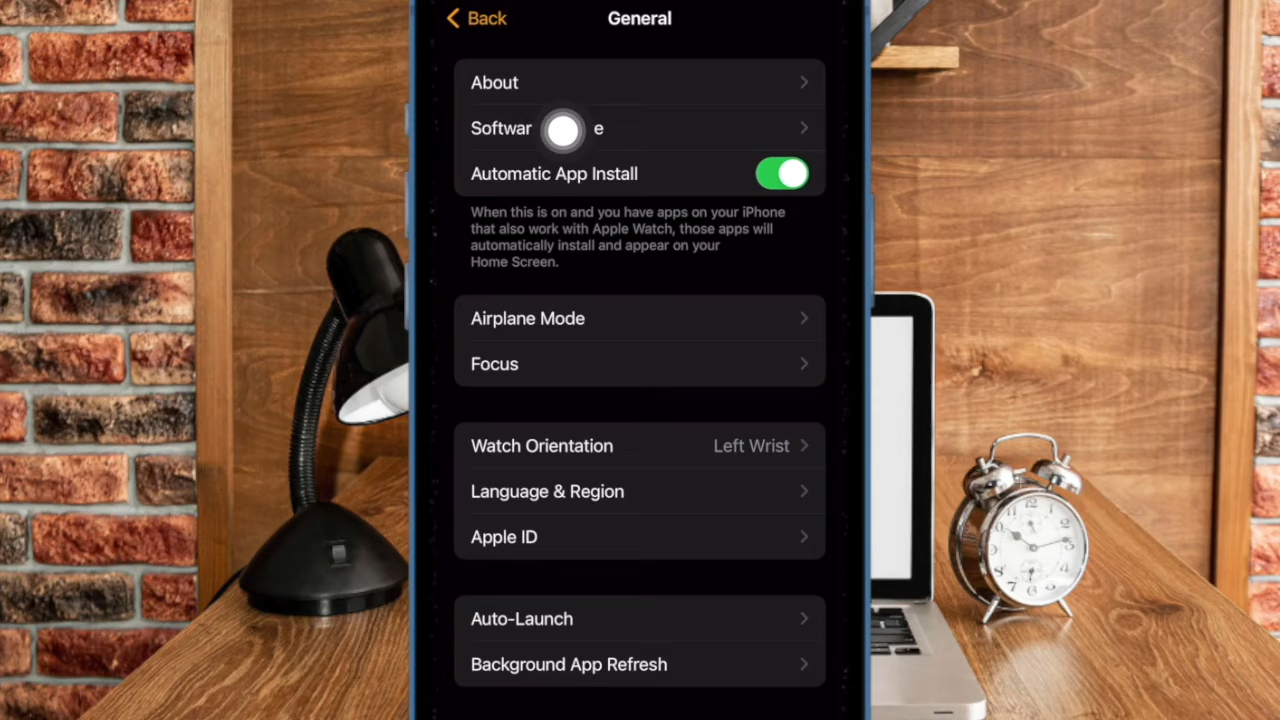 Back
General
About
Softwar e
Automatic App Install
When this is on and you have apps on your iPhone
that also work with Apple Watch, those apps will
automatically install and appear on your
Home Screen.
Airplane Mode
Focus
Watch Orientation Left Wrist
Language & Region
Apple ID
Auto-Launch
Background App Refresh